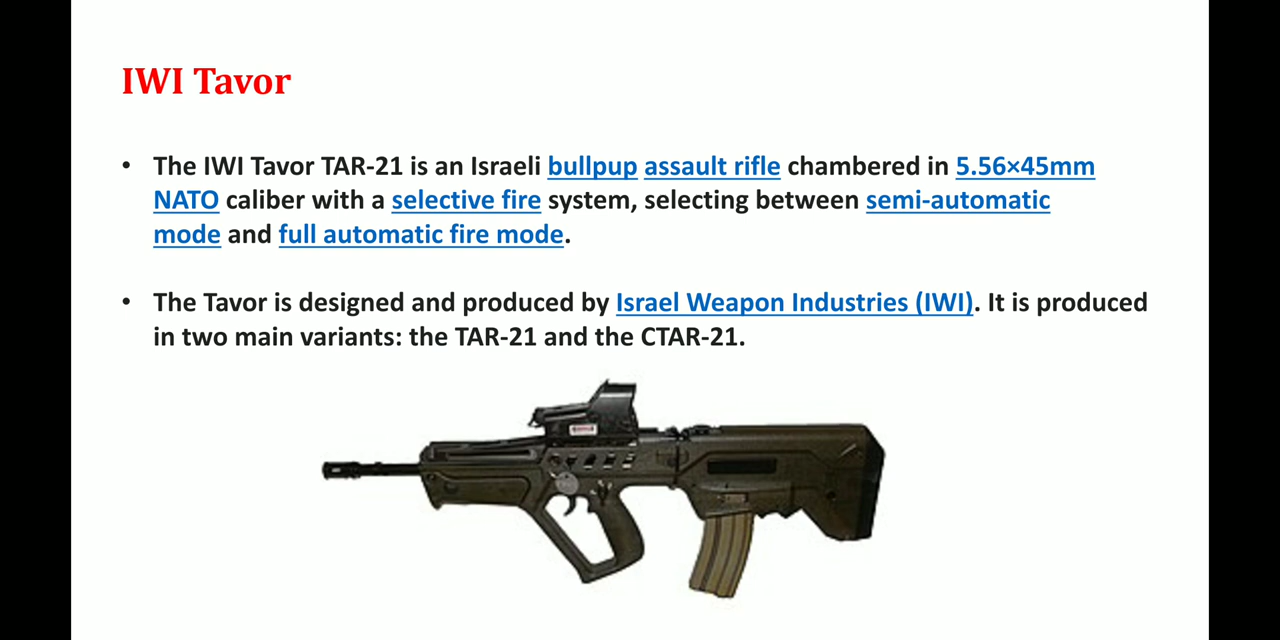 IWI Tavor
• The IWI Tavor TAR-21 is an Israeli bullpup assault rifle chambered in 5.56×45mm
NATO caliber with a selective fire system, selecting between semi-automatic
mode and full automatic fire mode.
• The Tavor is designed and produced by Israel Weapon Industries (IWI). It is produced
in two main variants: the TAR-21 and the CTAR-21.